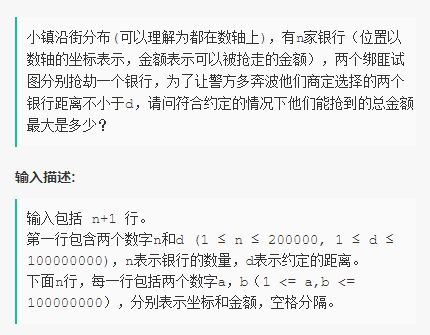 小镇沿街分布(可以理解为都在数轴上)，有n家银行（位置以
数轴的坐标表示，金额表示可以被抢走的金额），两个绑匪试
图分别抢劫一个银行，为了让警方多奔波他们商定选择的两个
银行距离不小于d，请问符合约定的情况下他们能抢到的总金额
最大是多少？
输入描述:
输入包括 n+1 行。
第一行包含两个数字n和d (1 ≤ n ≤ 200000, 1 ≤ d ≤
100000000)，n表示银行的数量，d表示约定的距离。
下面n行，每一行包括两个数字a，b（1 <= a,b <=
100000000），分别表示坐标和金额，空格分隔。